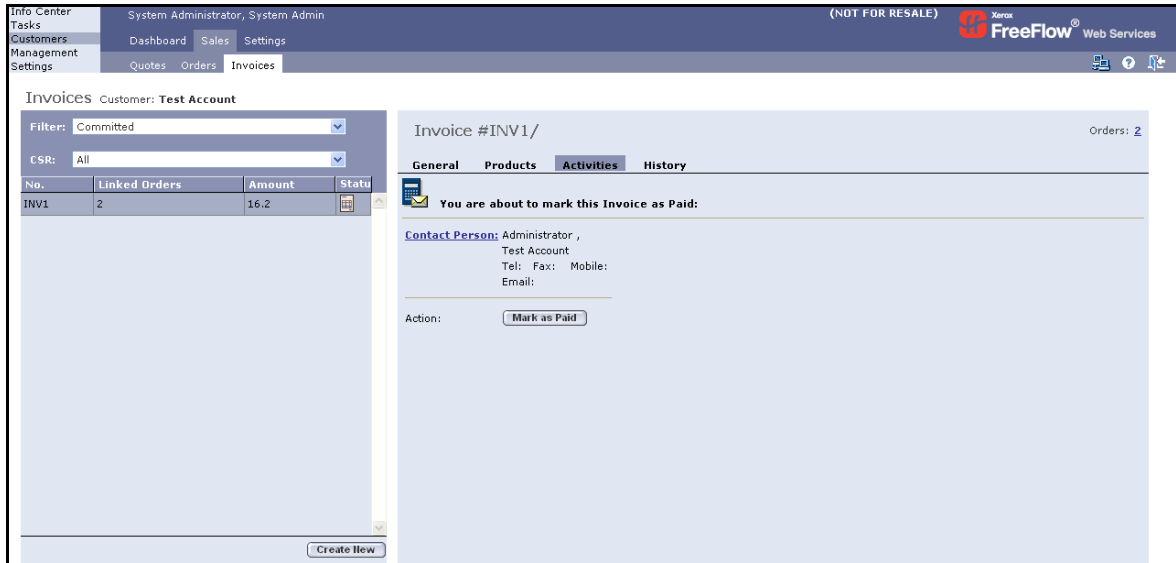 Info Center
Tasks
Customers
Management
Settings
System Administrator, System Admin
(NOT FOR RESALE)
Xerox
FreeFlow® Web Services
Dashboard Sales Settings
Quotes Orders Invoices
Invoices Customer: Test Account
Filter: Committed
CSR: All
No. Linked Orders Amount Statu
INV1 2 16.2
Create New
Invoice #INV1/
Orders: 2
General Products Activities History
You are about to mark this Invoice as Paid:
Contact Person: Administrator ,
Test Account
Tel: Fax: Mobile:
Email:
Action: Mark as Paid